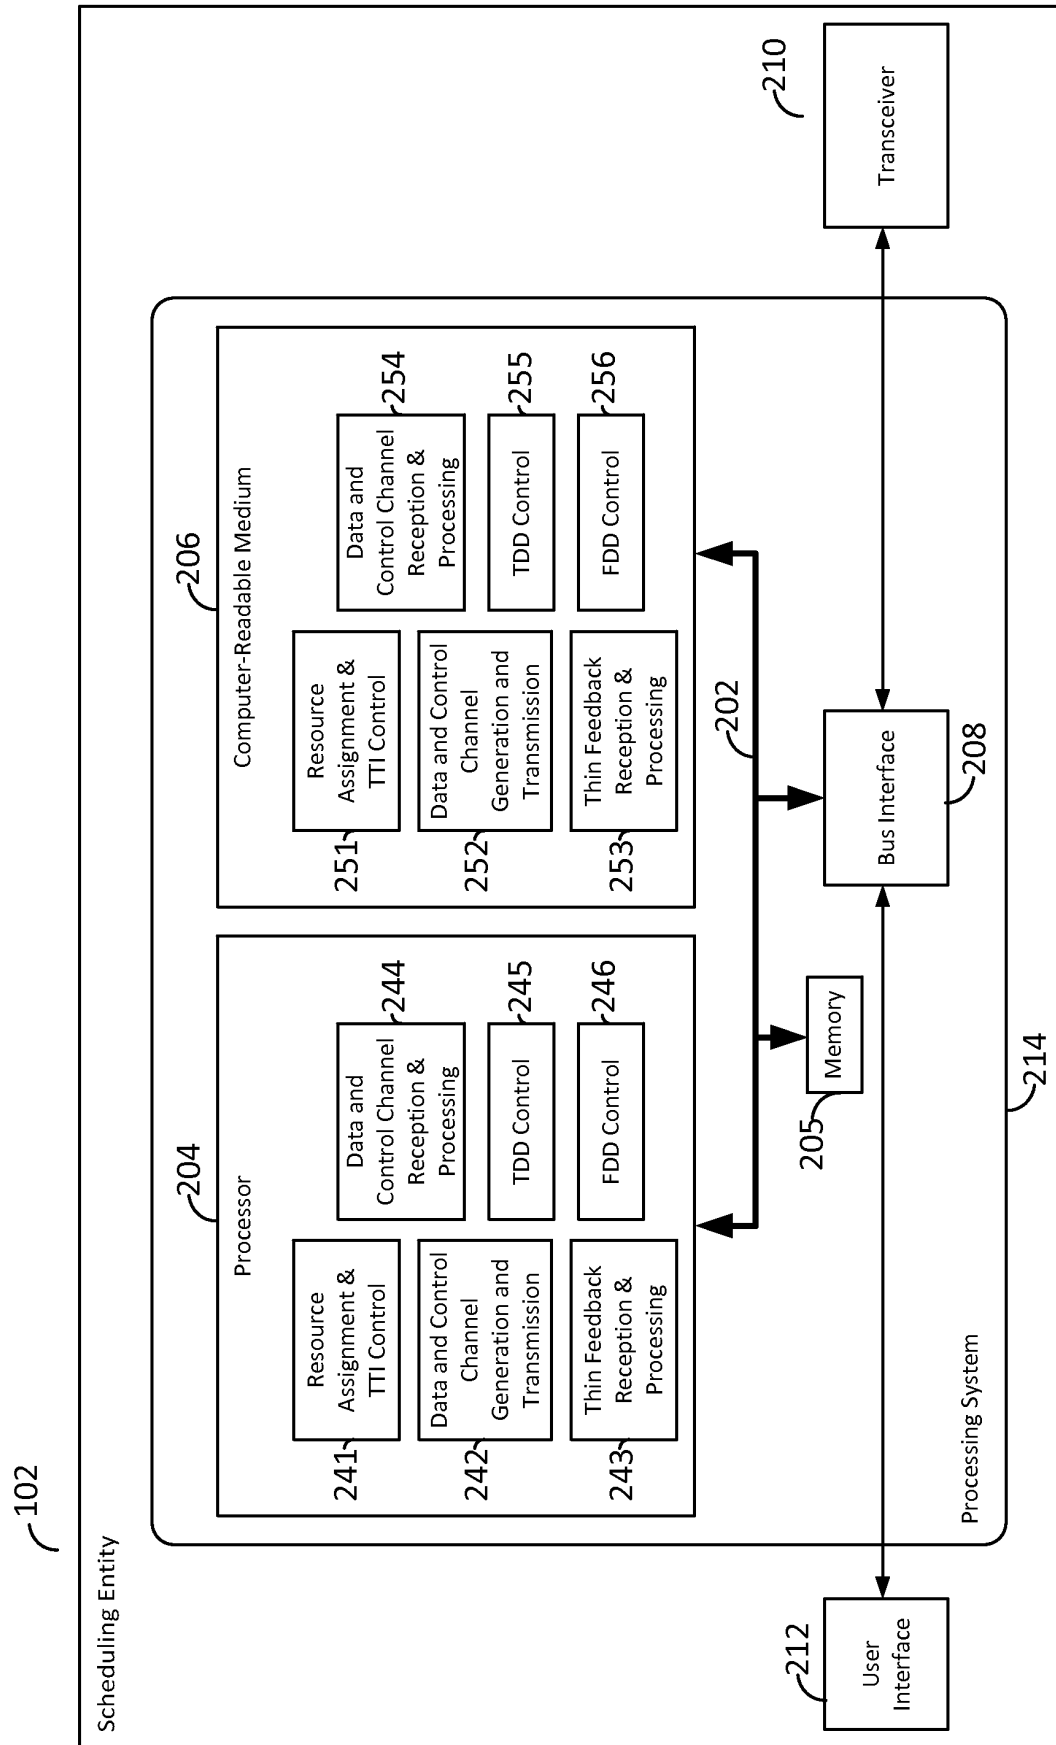 102
Scheduling Entity
204
Processor
241
Resource
Assignment &
TTI Control
242
Data and Control
Channel
Generation and
Transmission
243
Thin Feedback
Reception &
Processing
244
Data and
Control Channel
Reception &
Processing
245
TDD Control
246
FDD Control
206
Computer-Readable Medium
251
Resource
Assignment &
TTI Control
252
Data and Control
Channel
Generation and
Transmission
253
Thin Feedback
Reception &
Processing
254
Data and
Control Channel
Reception &
Processing
255
TDD Control
256
FDD Control
202
205
Memory
212
User
Interface
Bus Interface
208
210
Transceiver
Processing System
214